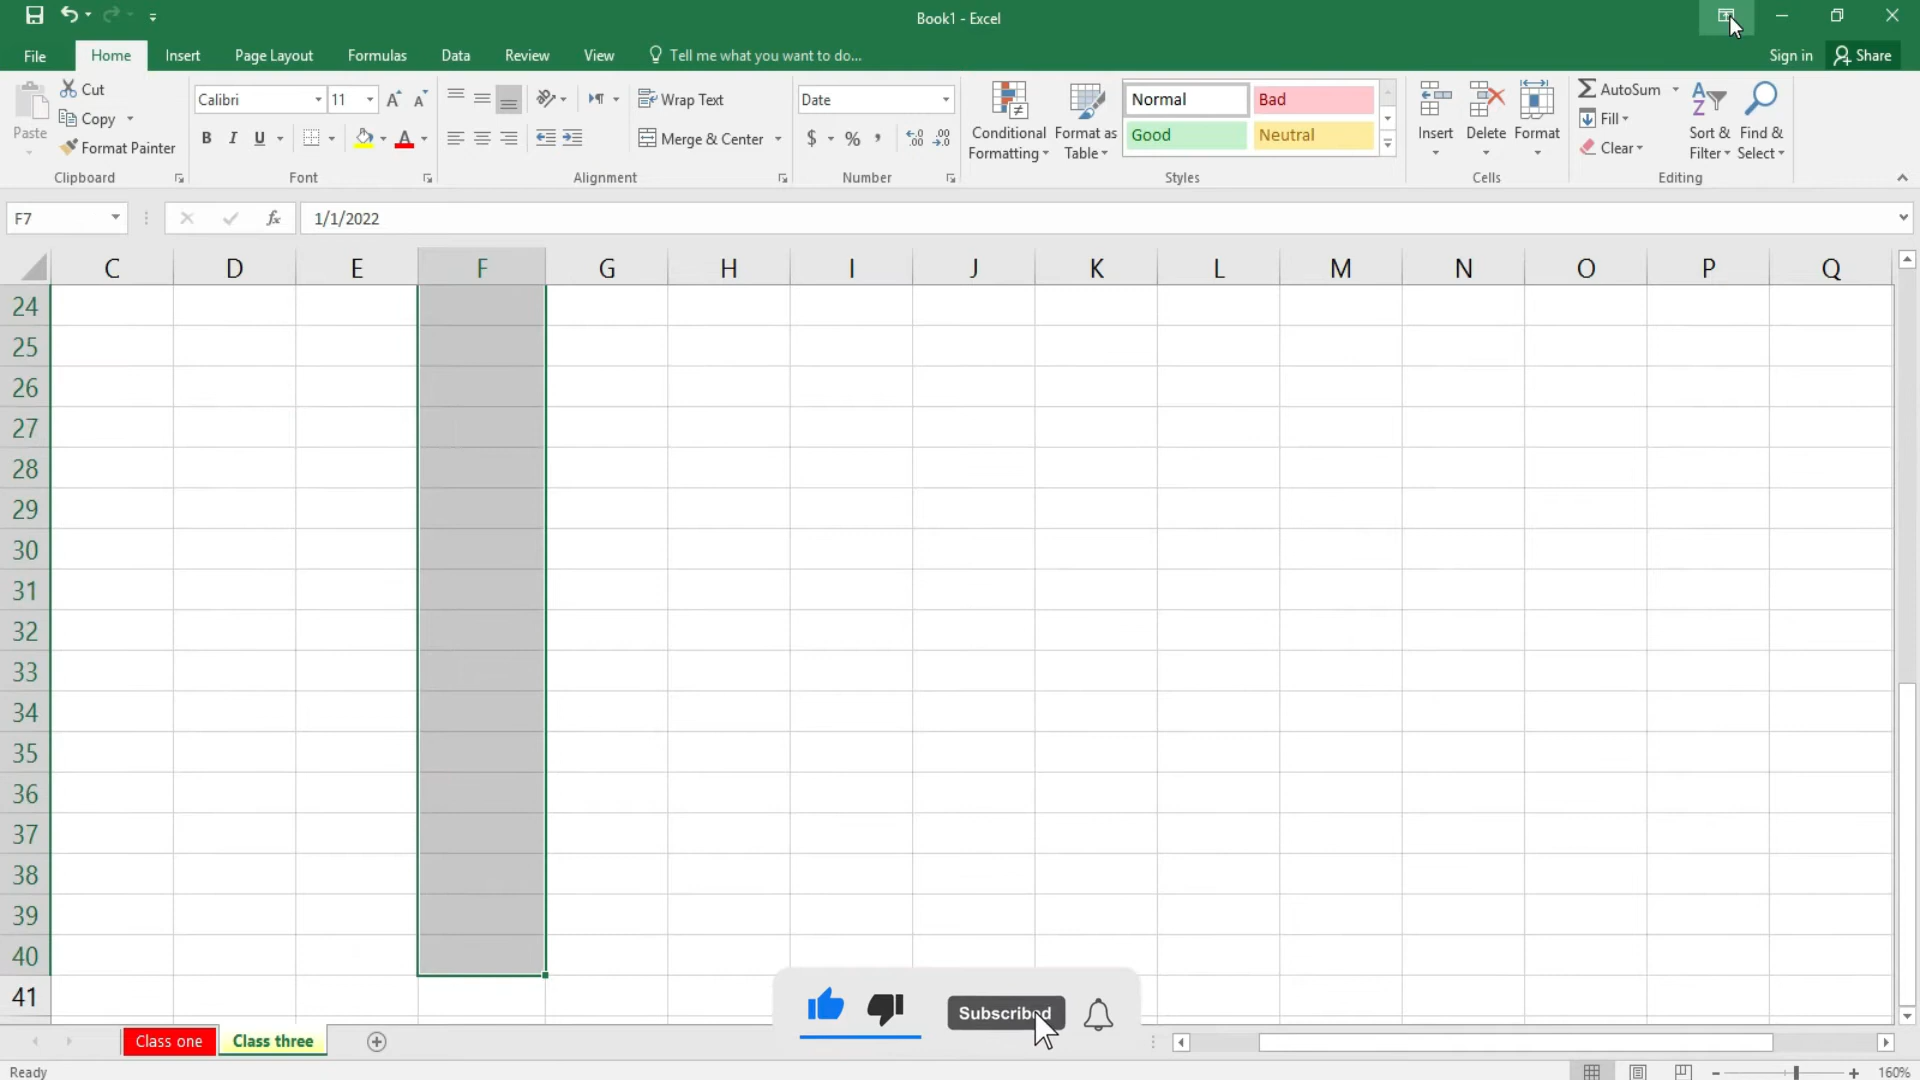 Book1 - Excel
File Home Insert Page Layout Formulas Data Review View Tell me what you want to do... Sign in Share
Paste Cut Copy Format Painter Clipboard
Calibri 11 B I U A Font
Wrap Text Merge & Center Alignment
Date $ % , Number
Conditional Formatting Format as Table
Normal Bad
Good Neutral
Styles
Insert Delete Format Cells
AutoSum Fill Clear Sort & Filter Find & Select Editing
F7 fx 1/1/2022
C D E F G H I J K L M N O P Q
24
25
26
27
28
29
30
31
32
33
34
35
36
37
38
39
40
41
Subscribed
Class one Class three
Ready 160%